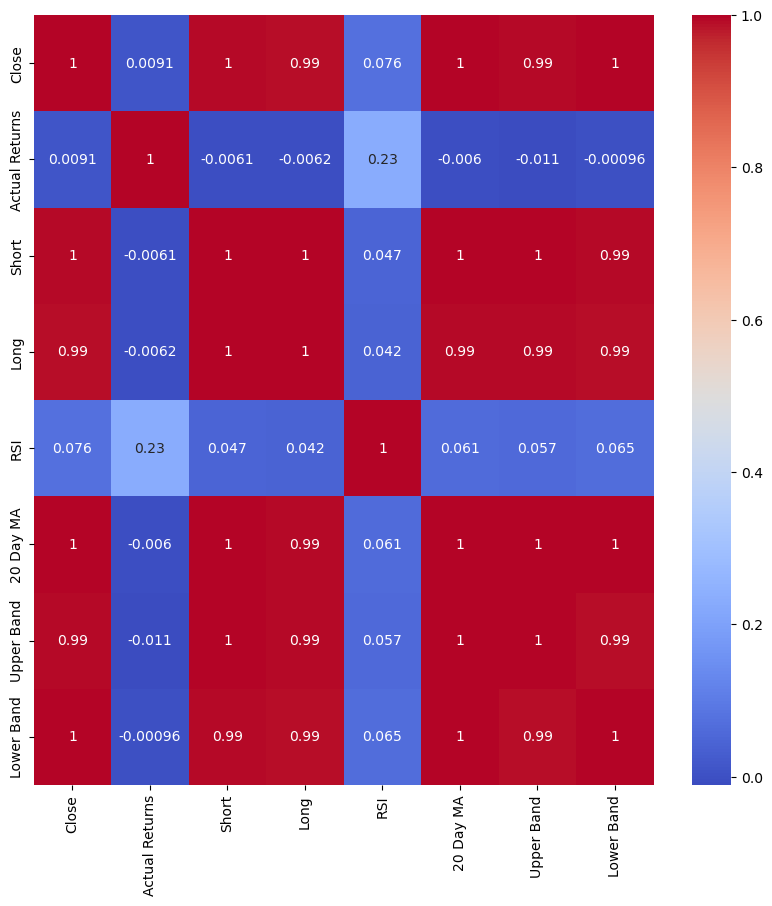 Close 1 0.0091 1 0.99 0.076 1 0.99 1
Actual Returns 0.0091 1 -0.0061 -0.0062 0.23 -0.006 -0.011 -0.00096
Short 1 -0.0061 1 1 0.047 1 1 0.99
Long 0.99 -0.0062 1 1 0.042 0.99 0.99 0.99
RSI 0.076 0.23 0.047 0.042 1 0.061 0.057 0.065
20 Day MA 1 -0.006 1 0.99 0.061 1 1 1
Upper Band 0.99 -0.011 1 0.99 0.057 1 1 0.99
Lower Band 1 -0.00096 0.99 0.99 0.065 1 0.99 1
Close Actual Returns Short Long RSI 20 Day MA Upper Band Lower Band
1.0
0.8
0.6
0.4
0.2
0.0